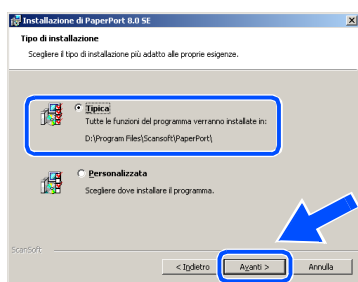 Installazione di PaperPort 8.0 SE
Tipo di installazione
Scegliere il tipo di installazione più adatto alle proprie esigenze.
Tipica
Tutte le funzioni del programma verranno installate in:
D:\Program Files\Scansoft\PaperPort\
Personalizzata
Scegliere dove installare il programma.
ScanSoft
< Indietro
Avanti >
Annulla